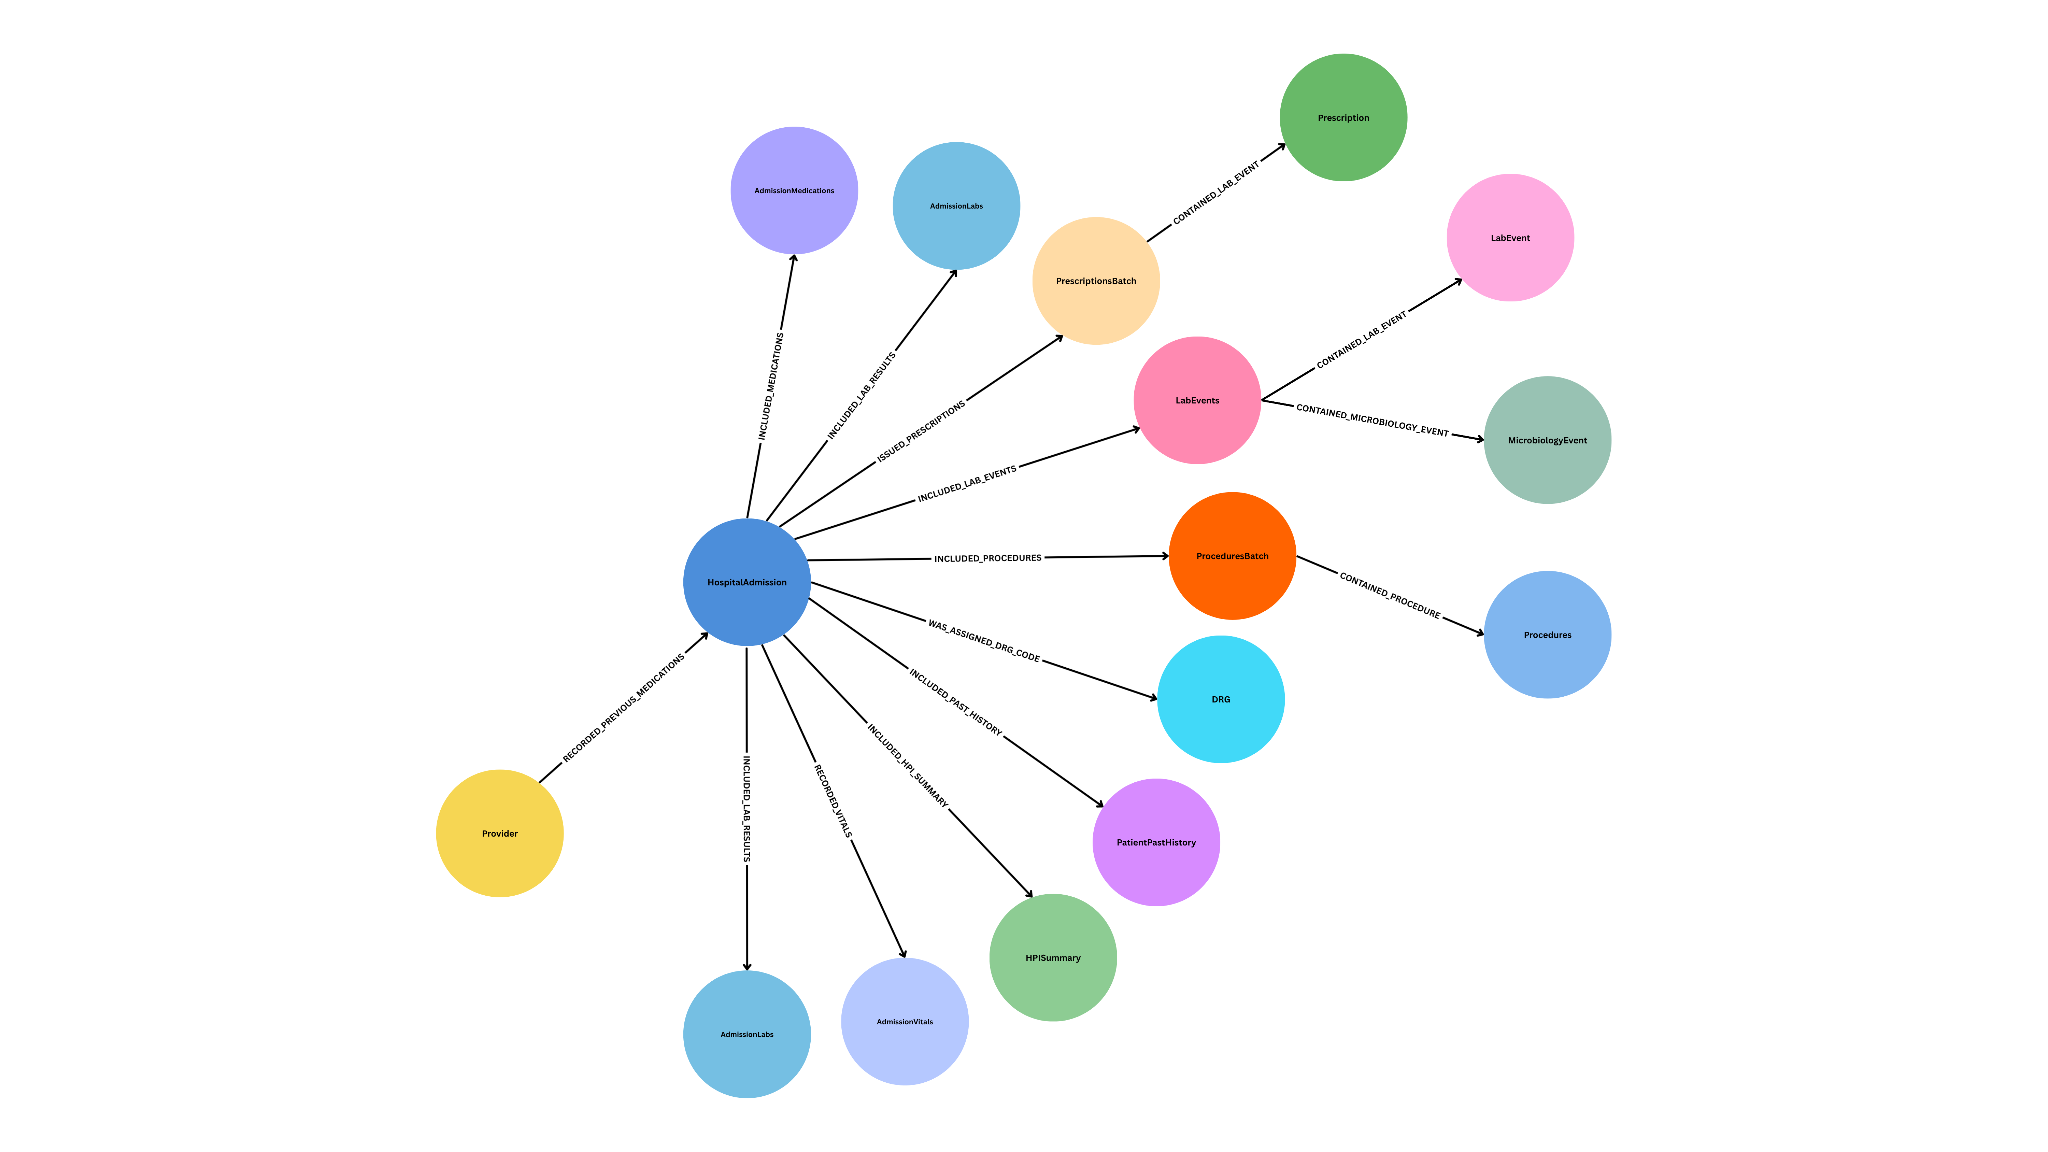 Prescription
AdmissionMedications
AdmissionLabs
CONTAINED_LAB_EVENT
LabEvent
PrescriptionsBatch
CONTAINED_LAB_EVENT
INCLUDED_MEDICATIONS
INCLUDED_LAB_RESULTS
ISSUED_PRESCRIPTIONS
LabEvents
CONTAINED_MICROBIOLOGY_EVENT
MicrobiologyEvent
INCLUDED_LAB_EVENTS
INCLUDED_PROCEDURES
ProceduresBatch
HospitalAdmission
CONTAINED_PROCEDURE
Procedures
WAS_ASSIGNED_DRG_CODE
DRG
INCLUDED_PAST_HISTORY
RECORDED_PREVIOUS_MEDICATIONS
INCLUDED_HPI_SUMMARY
RECORDED_VITALS
INCLUDED_LAB_RESULTS
Provider
PatientPastHistory
HPISummary
AdmissionVitals
AdmissionLabs